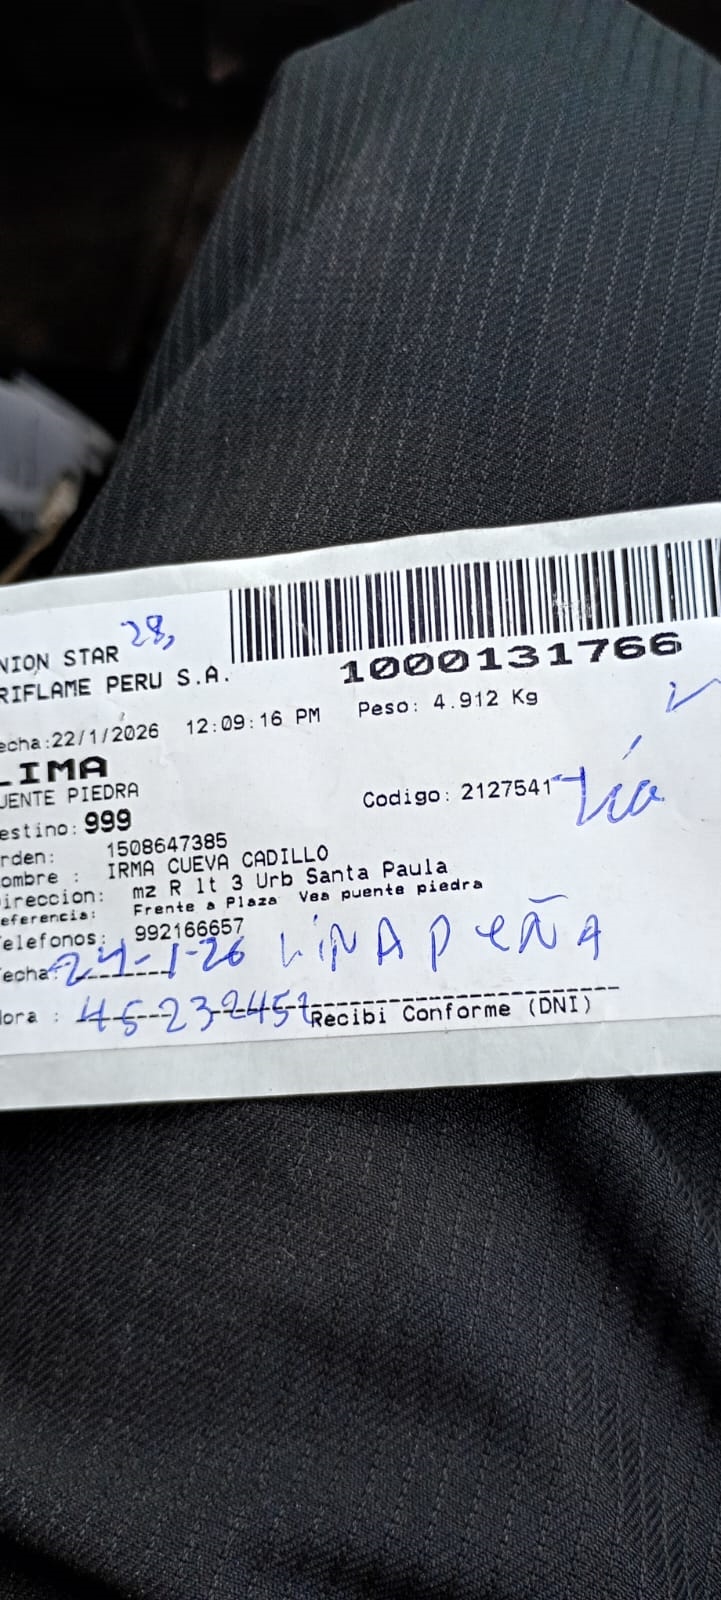 NION STAR 28,
RIFLAME PERU S.A.
1000131766
echa:22/1/2026 12:09:16 PM Peso: 4.912 Kg
LIMA
UENTE PIEDRA
Codigo: 2127541 tía
estino: 999
rden: 1508647385
ombre : IRMA CUEVA CADILLO
ireccion: mz R lt 3 Urb Santa Paula
eferencia: Frente a Plaza Vea puente piedra
elefonos: 992166657
echa: 24-1-26 LiNA PEÑA
ora : 45232451
Recibi Conforme (DNI)